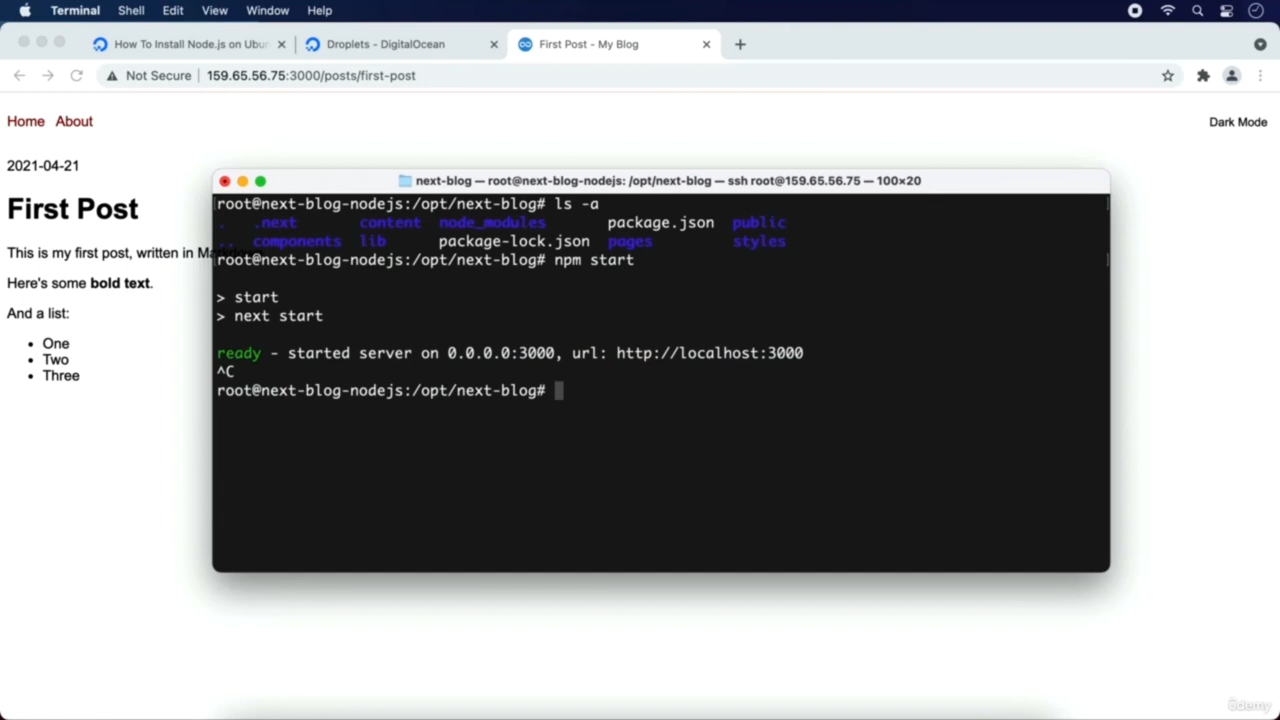 Terminal Shell Edit View Window Help
How To Install Node.js on Ubun
Droplets - DigitalOcean
First Post - My Blog
Not Secure 159.65.56.75:3000/posts/first-post
Home About
Dark Mode
2021-04-21
First Post
This is my first post, written in
Here's some bold text.
And a list:
• One
• Two
• Three
next-blog — root@next-blog-nodejs: /opt/next-blog — ssh root@159.65.56.75 — 100×20
root@next-blog-nodejs:/opt/next-blog# ls -a
. .next content node_modules package.json public
.. components lib package-lock.json pages styles
root@next-blog-nodejs:/opt/next-blog# npm start
> start
> next start
ready - started server on 0.0.0.0:3000, url: http://localhost:3000
^C
root@next-blog-nodejs:/opt/next-blog#
ûdemy